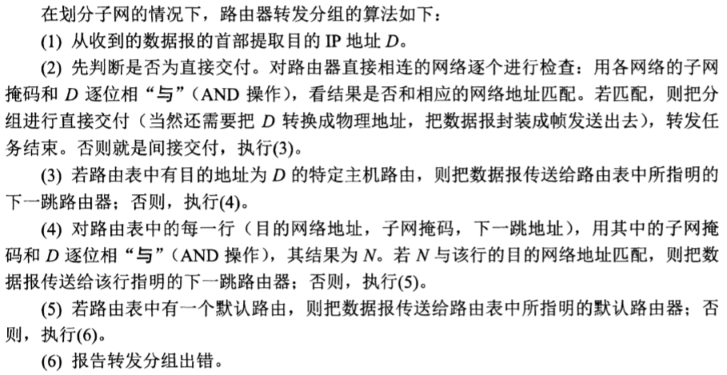 在划分子网的情况下，路由器转发分组的算法如下：
(1) 从收到的数据报的首部提取目的 IP 地址 D。
(2) 先判断是否为直接交付。对路由器直接相连的网络逐个进行检查：用各网络的子网
掩码和 D 逐位相“与”（AND 操作），看结果是否和相应的网络地址匹配。若匹配，则把分
组进行直接交付（当然还需要把 D 转换成物理地址，把数据报封装成帧发送出去），转发任
务结束。否则就是间接交付，执行(3)。
(3) 若路由表中有目的地址为 D 的特定主机路由，则把数据报传送给路由表中所指明的
下一跳路由器；否则，执行(4)。
(4) 对路由表中的每一行（目的网络地址，子网掩码，下一跳地址），用其中的子网掩
码和 D 逐位相“与”（AND 操作），其结果为 N。若 N 与该行的目的网络地址匹配，则把数
据报传送给该行指明的下一跳路由器；否则，执行(5)。
(5) 若路由表中有一个默认路由，则把数据报传送给路由表中所指明的默认路由器；否
则，执行(6)。
(6) 报告转发分组出错。